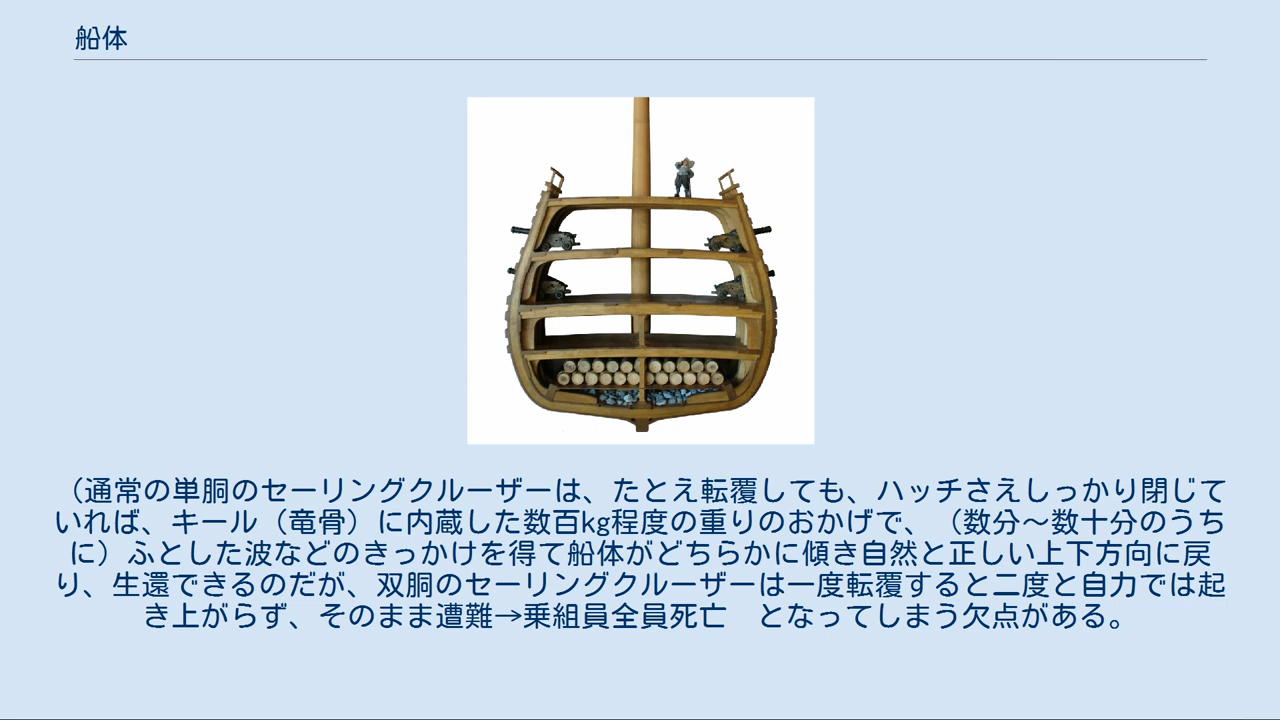 船体
（通常の単胴のセーリングクルーザーは、たとえ転覆しても、ハッチさえしっかり閉じて
いれば、キール（竜骨）に内蔵した数百kg程度の重りのおかげで、（数分～数十分のうち
に）ふとした波などのきっかけを得て船体がどちらかに傾き自然と正しい上下方向に戻
り、生還できるのだが、双胴のセーリングクルーザーは一度転覆すると二度と自力では起
き上がらず、そのまま遭難→乗組員全員死亡　となってしまう欠点がある。